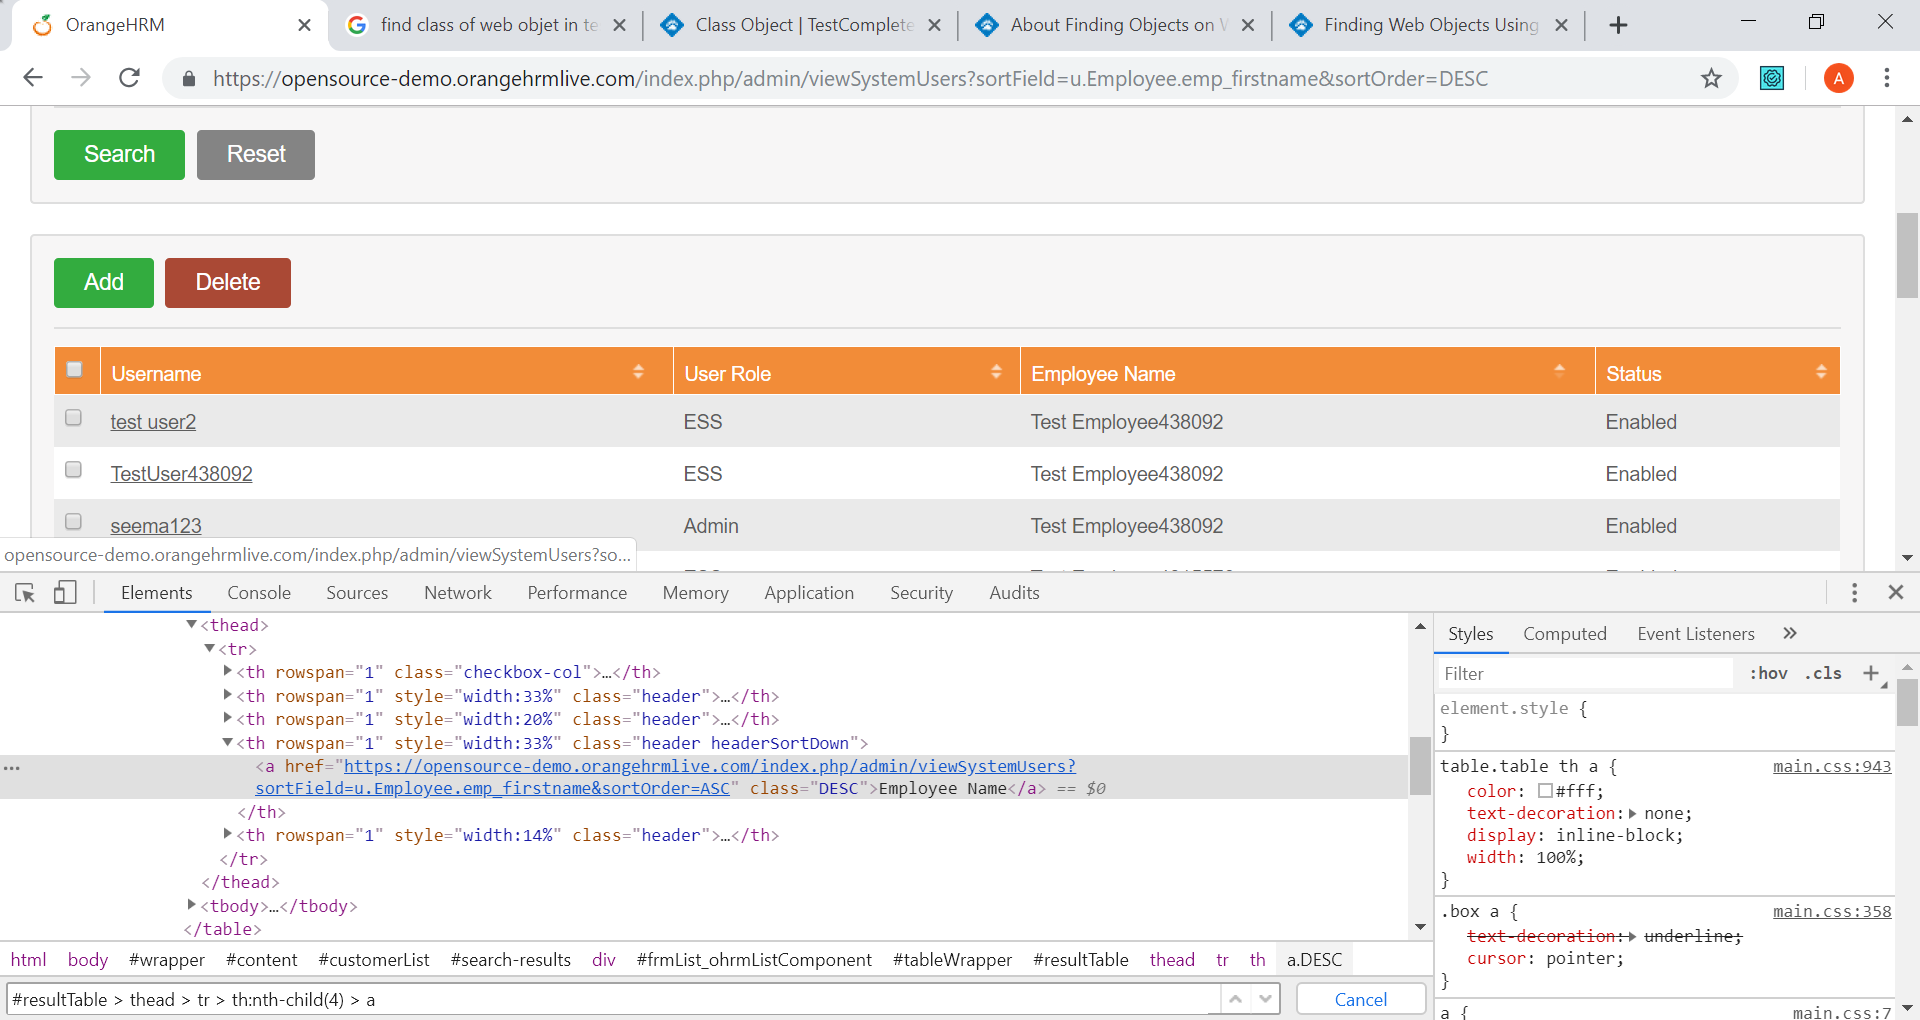 OrangeHRM
find class of web objet in te
Class Object | TestComplete
About Finding Objects on W
Finding Web Objects Using
https://opensource-demo.orangehrmlive.com/index.php/admin/viewSystemUsers?sortField=u.Employee.emp_firstname&sortOrder=DESC
A
Search Reset
Add Delete
Username User Role Employee Name Status
test user2 ESS Test Employee438092 Enabled
TestUser438092 ESS Test Employee438092 Enabled
seema123 Admin Test Employee438092 Enabled
opensource-demo.orangehrmlive.com/index.php/admin/viewSystemUsers?so...
Elements Console Sources Network Performance Memory Application Security Audits
<thead>
<tr>
<th rowspan="1" class="checkbox-col">…</th>
<th rowspan="1" style="width:33%" class="header">…</th>
<th rowspan="1" style="width:20%" class="header">…</th>
<th rowspan="1" style="width:33%" class="header headerSortDown">
<a href="https://opensource-demo.orangehrmlive.com/index.php/admin/viewSystemUsers?
sortField=u.Employee.emp_firstname&sortOrder=ASC" class="DESC">Employee Name</a> == $0
</th>
<th rowspan="1" style="width:14%" class="header">…</th>
</tr>
</thead>
<tbody>…</tbody>
</table>
html body #wrapper #content #customerList #search-results div #frmList_ohrmListComponent #tableWrapper #resultTable thead tr th a.DESC
#resultTable > thead > tr > th:nth-child(4) > a
Cancel
Styles Computed Event Listeners »
Filter :hov .cls +
element.style {
}
table.table th a { main.css:943
color: #fff;
text-decoration: none;
display: inline-block;
width: 100%;
}
.box a { main.css:358
text-decoration: underline;
cursor: pointer;
}
a { main.css:7